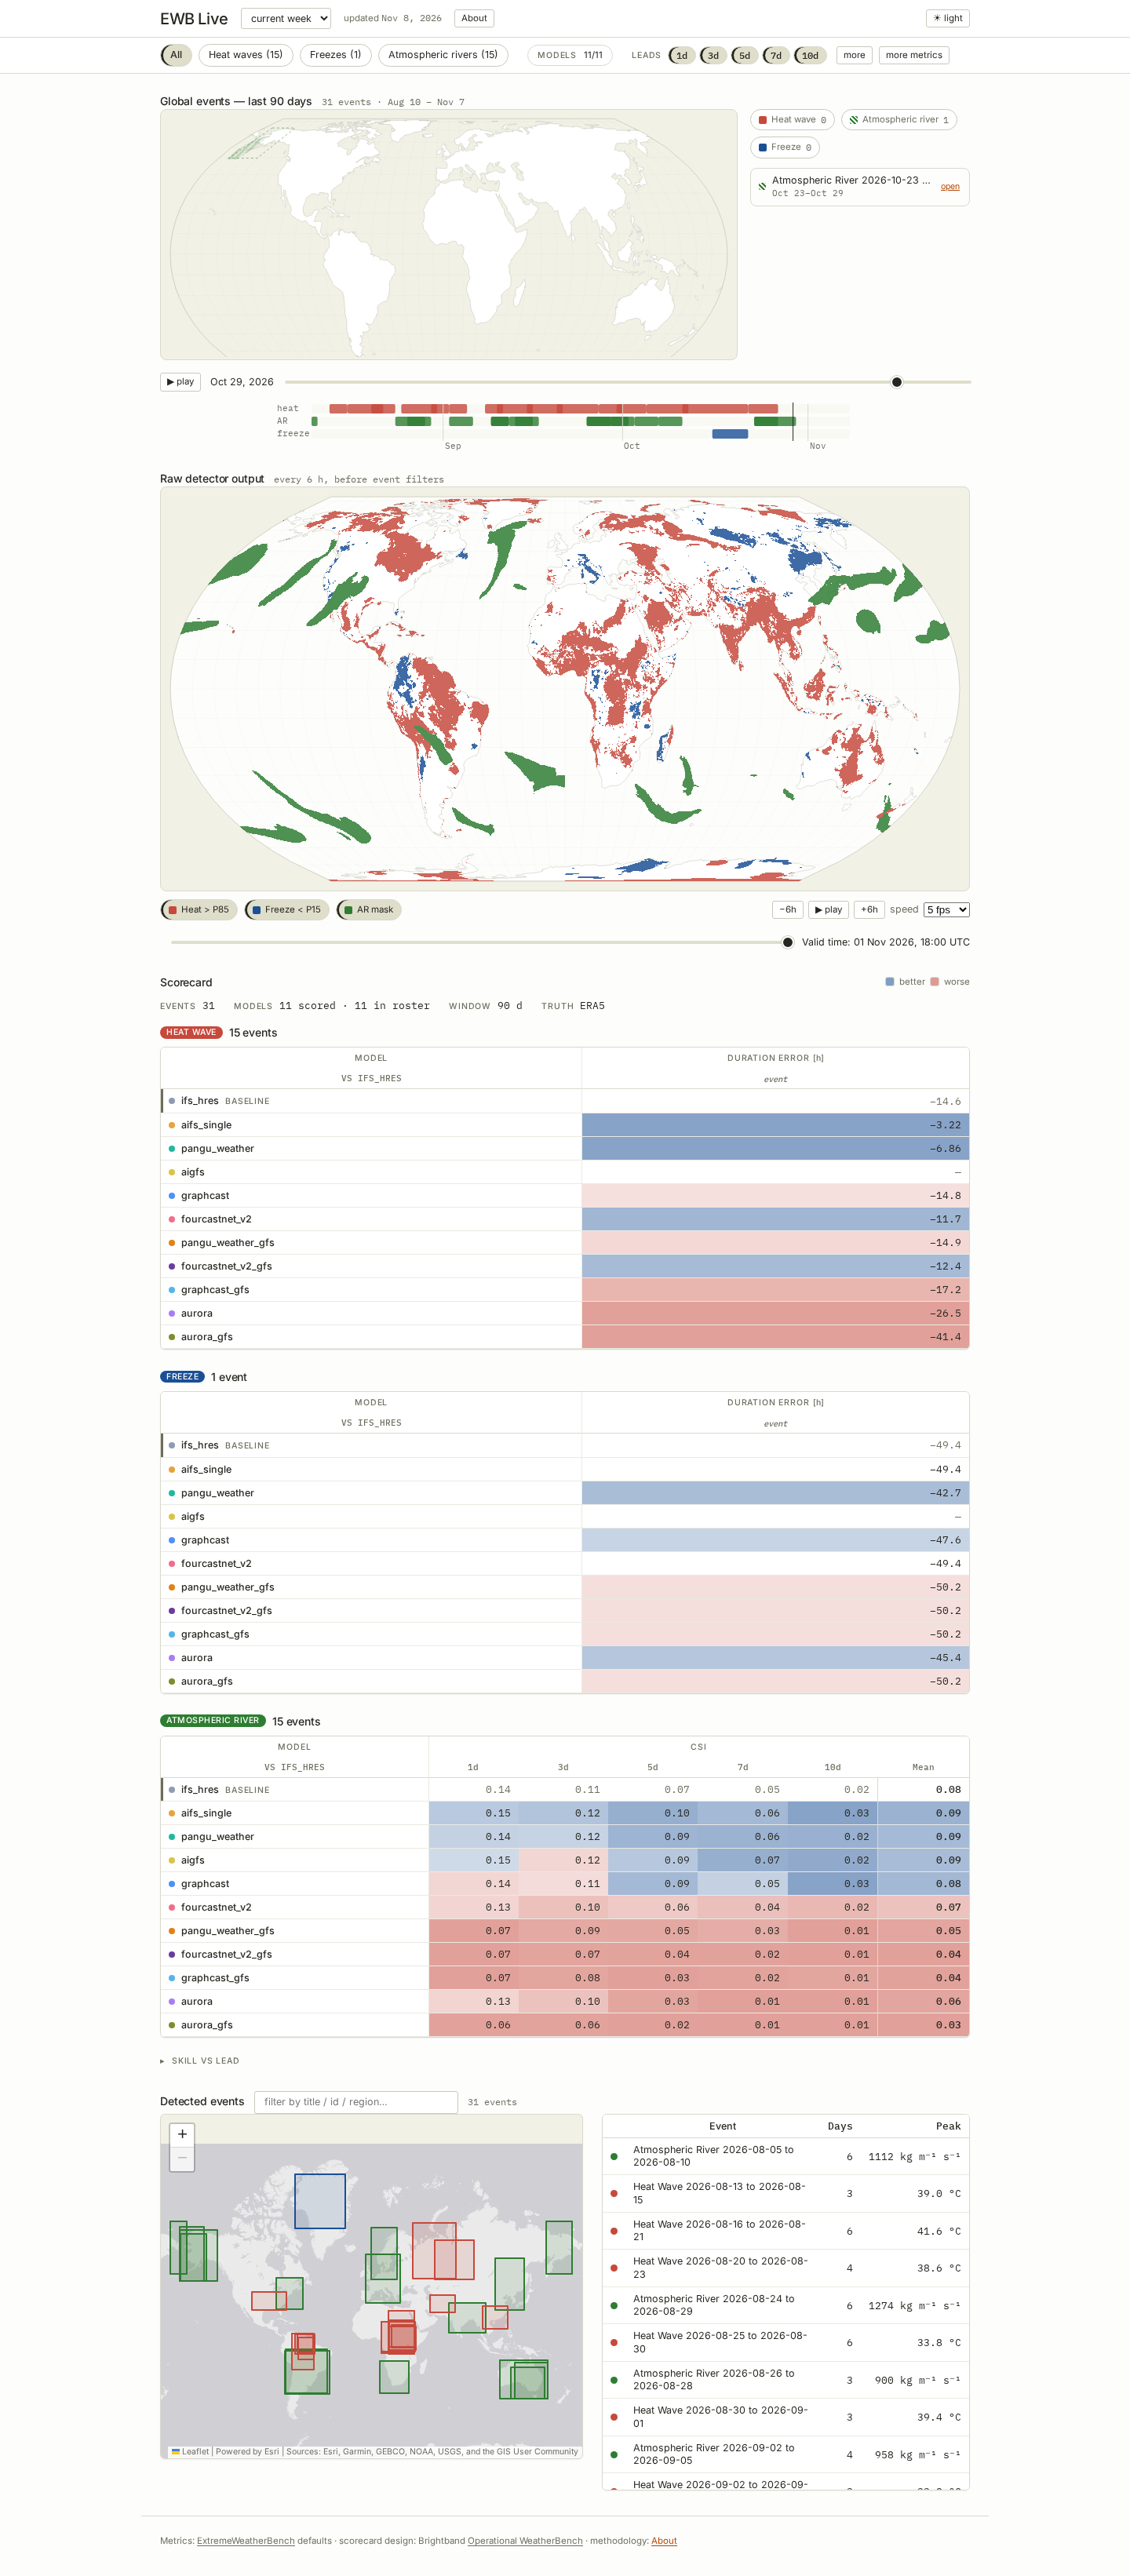 EWB Live current week updated Nov 8, 2026 About ☀ light
All Heat waves (15) Freezes (1) Atmospheric rivers (15) MODELS 11/11 LEADS 1d 3d 5d 7d 10d more more metrics
Global events — last 90 days 31 events · Aug 10 – Nov 7
Heat wave 0 Atmospheric river 1
Freeze 0
Atmospheric River 2026-10-23 ... open
Oct 23–Oct 29
▶ play Oct 29, 2026
heat
AR
freeze
Sep Oct Nov
Raw detector output every 6 h, before event filters
Heat > P85 Freeze < P15 AR mask −6h ▶ play +6h speed 5 fps
Valid time: 01 Nov 2026, 18:00 UTC
Scorecard better worse
EVENTS 31 MODELS 11 scored · 11 in roster WINDOW 90 d TRUTH ERA5
HEAT WAVE 15 events
MODEL DURATION ERROR [h]
VS IFS_HRES event
ifs_hres BASELINE −14.6
aifs_single −3.22
pangu_weather −6.86
aigfs —
graphcast −14.8
fourcastnet_v2 −11.7
pangu_weather_gfs −14.9
fourcastnet_v2_gfs −12.4
graphcast_gfs −17.2
aurora −26.5
aurora_gfs −41.4
FREEZE 1 event
MODEL DURATION ERROR [h]
VS IFS_HRES event
ifs_hres BASELINE −49.4
aifs_single −49.4
pangu_weather −42.7
aigfs —
graphcast −47.6
fourcastnet_v2 −49.4
pangu_weather_gfs −50.2
fourcastnet_v2_gfs −50.2
graphcast_gfs −50.2
aurora −45.4
aurora_gfs −50.2
ATMOSPHERIC RIVER 15 events
MODEL CSI
VS IFS_HRES 1d 3d 5d 7d 10d Mean
ifs_hres BASELINE 0.14 0.11 0.07 0.05 0.02 0.08
aifs_single 0.15 0.12 0.10 0.06 0.03 0.09
pangu_weather 0.14 0.12 0.09 0.06 0.02 0.09
aigfs 0.15 0.12 0.09 0.07 0.02 0.09
graphcast 0.14 0.11 0.09 0.05 0.03 0.08
fourcastnet_v2 0.13 0.10 0.06 0.04 0.02 0.07
pangu_weather_gfs 0.07 0.09 0.05 0.03 0.01 0.05
fourcastnet_v2_gfs 0.07 0.07 0.04 0.02 0.01 0.04
graphcast_gfs 0.07 0.08 0.03 0.02 0.01 0.04
aurora 0.13 0.10 0.03 0.01 0.01 0.06
aurora_gfs 0.06 0.06 0.02 0.01 0.01 0.03
▸ SKILL VS LEAD
Detected events filter by title / id / region... 31 events
+
−
Leaflet | Powered by Esri | Sources: Esri, Garmin, GEBCO, NOAA, USGS, and the GIS User Community
Event Days Peak
Atmospheric River 2026-08-05 to
2026-08-10 6 1112 kg m⁻¹ s⁻¹
Heat Wave 2026-08-13 to 2026-08-
15 3 39.0 °C
Heat Wave 2026-08-16 to 2026-08-
21 6 41.6 °C
Heat Wave 2026-08-20 to 2026-08-
23 4 38.6 °C
Atmospheric River 2026-08-24 to
2026-08-29 6 1274 kg m⁻¹ s⁻¹
Heat Wave 2026-08-25 to 2026-08-
30 6 33.8 °C
Atmospheric River 2026-08-26 to
2026-08-28 3 900 kg m⁻¹ s⁻¹
Heat Wave 2026-08-30 to 2026-09-
01 3 39.4 °C
Atmospheric River 2026-09-02 to
2026-09-05 4 958 kg m⁻¹ s⁻¹
Heat Wave 2026-09-02 to 2026-09-
Metrics: ExtremeWeatherBench defaults · scorecard design: Brightband Operational WeatherBench · methodology: About